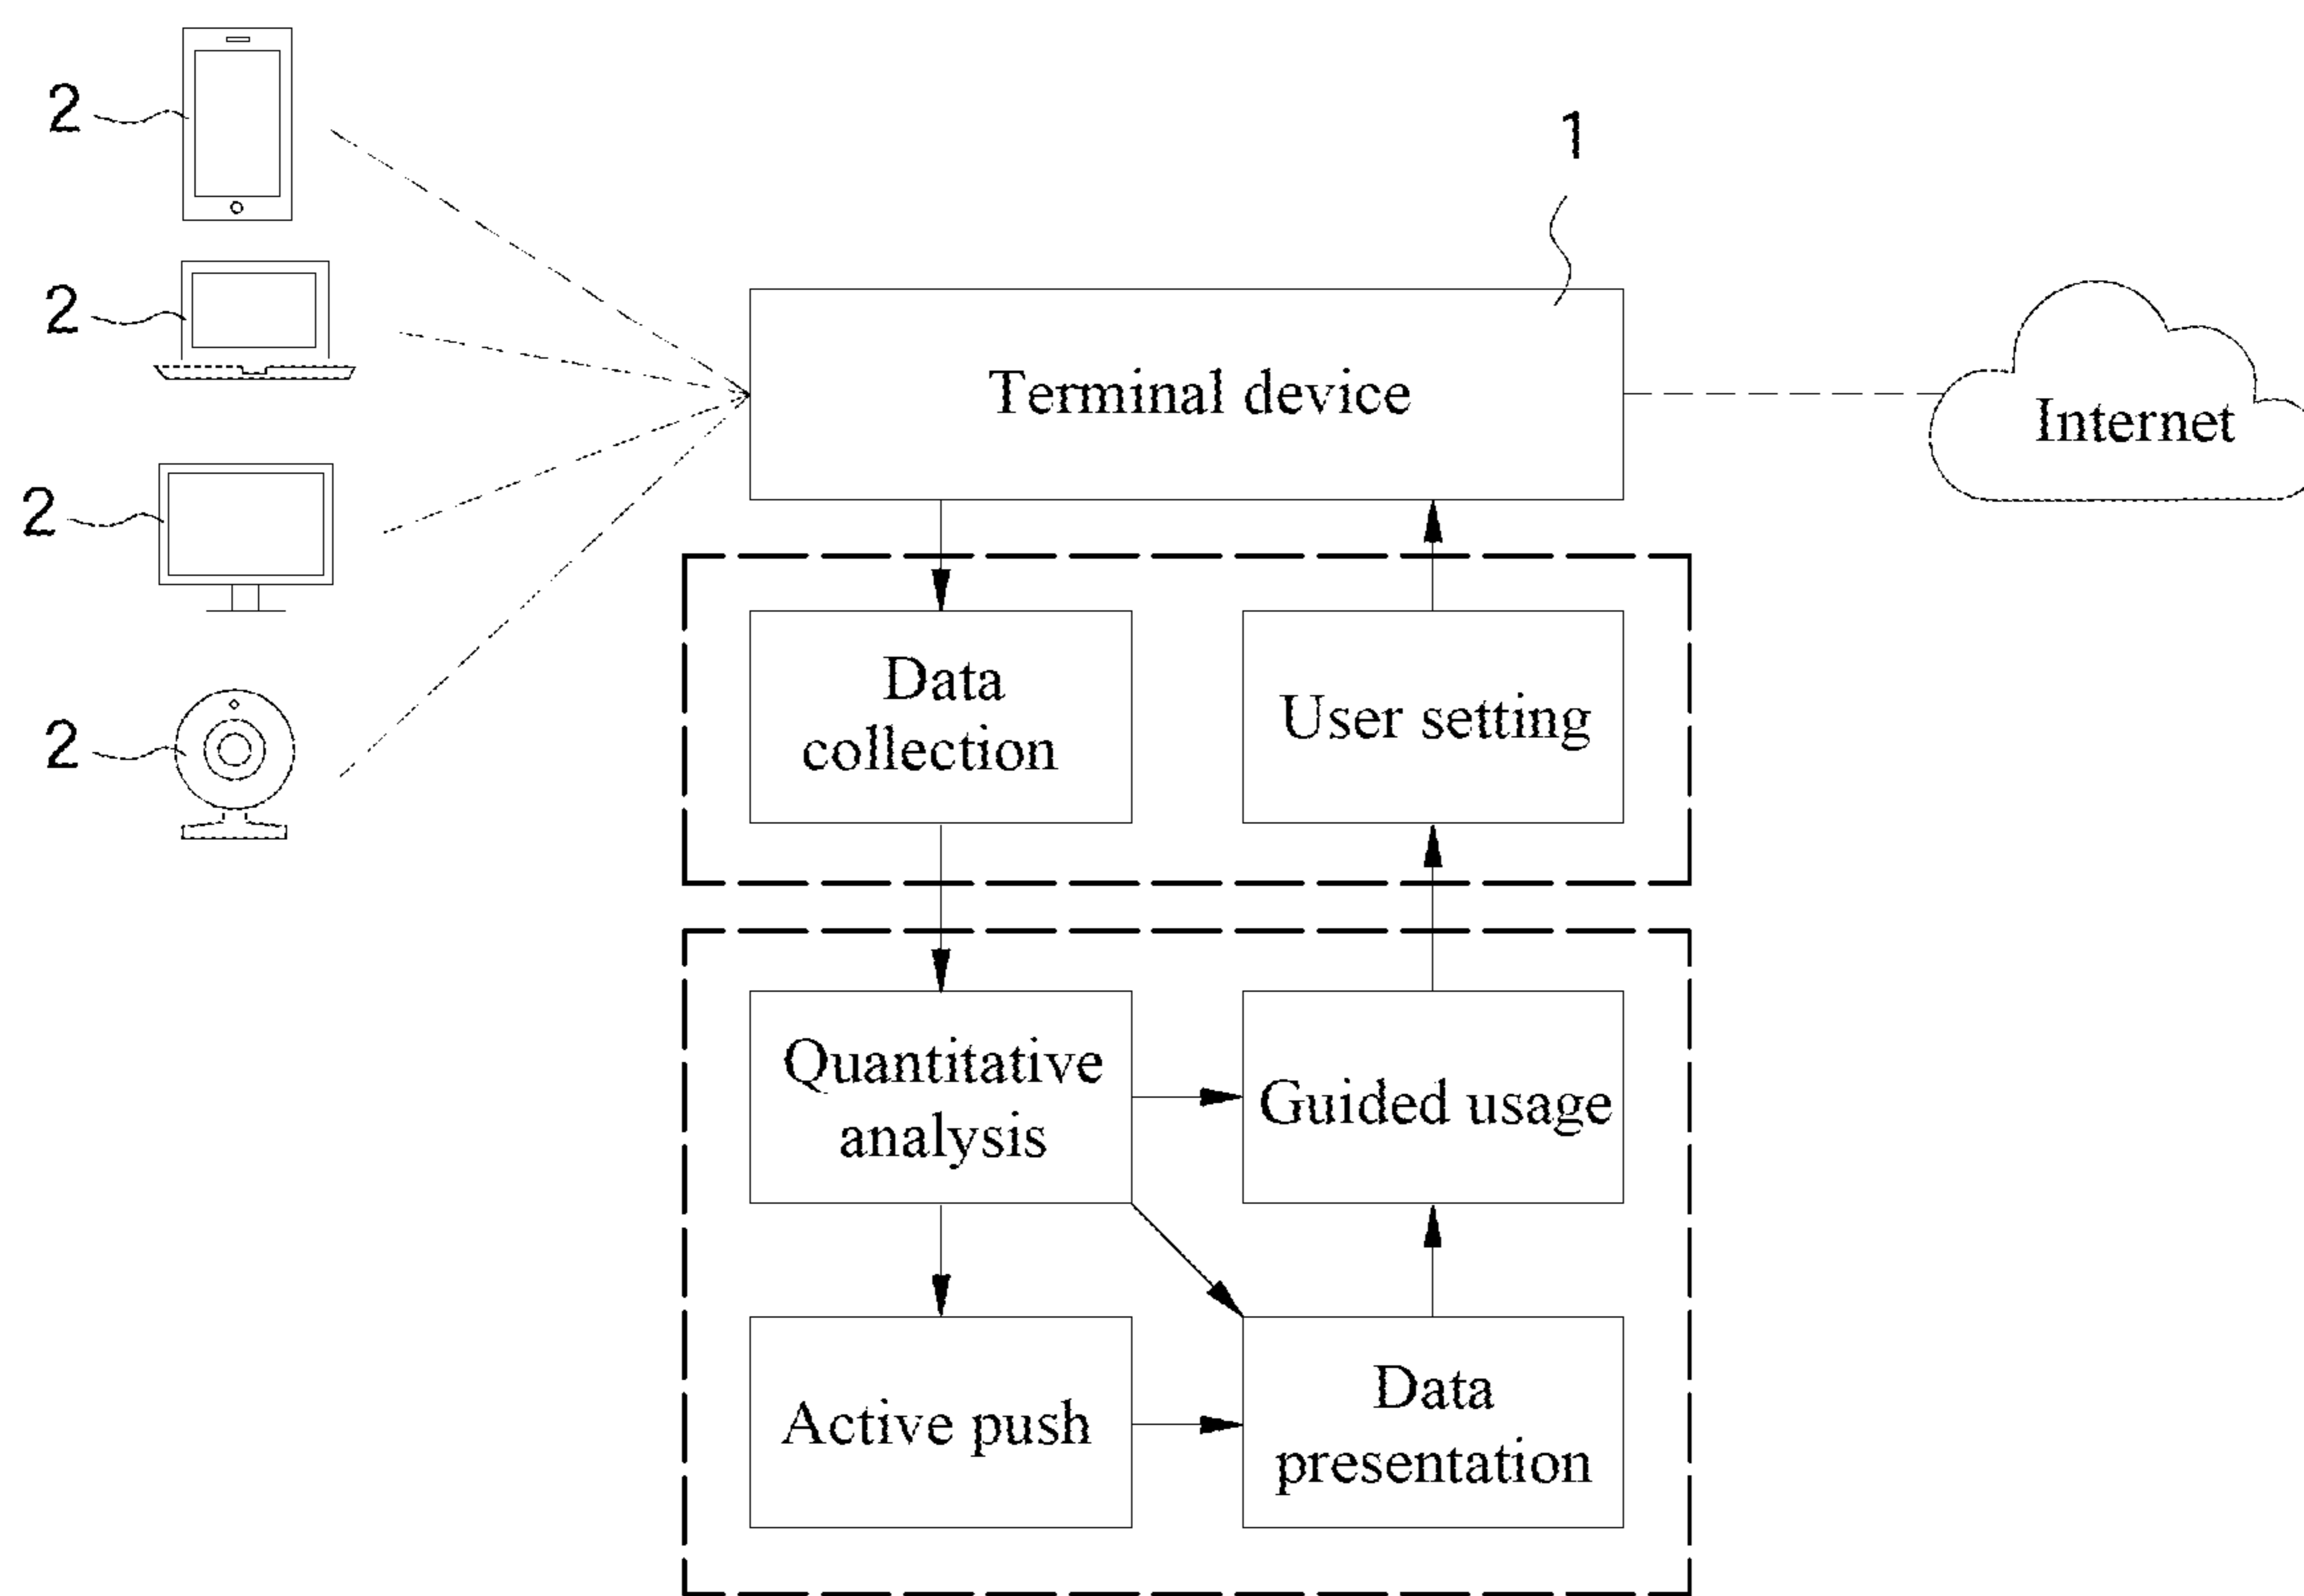 2
1
2
Terminal device
Internet
2
Data
collection
User setting
2
Quantitative
analysis
Guided usage
Active push
Data
presentation